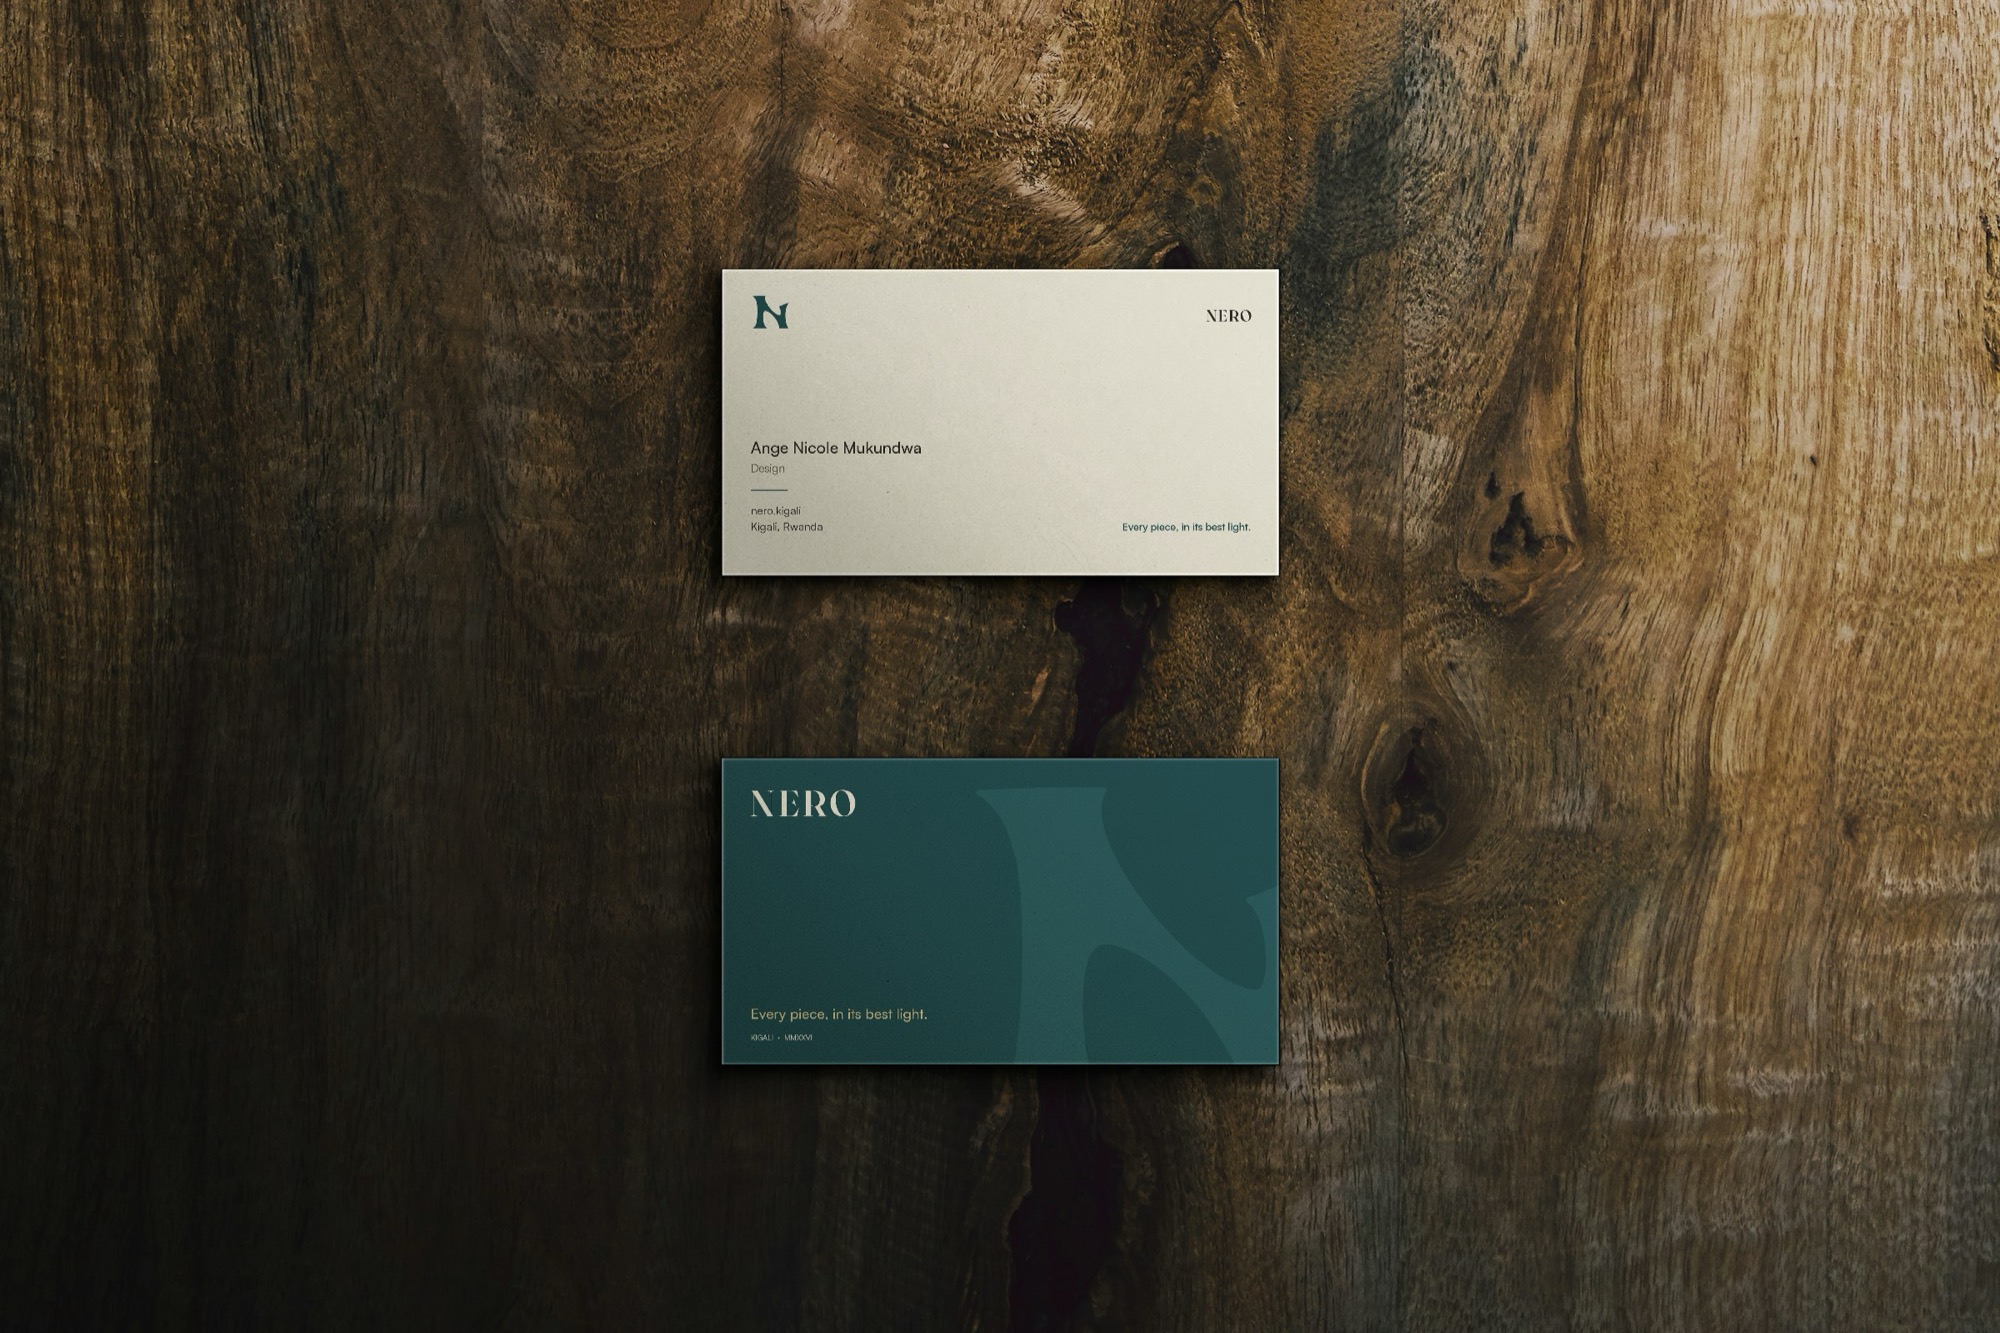 N
NERO
Ange Nicole Mukundwa
Design
nero.kigali
Kigali, Rwanda
Every piece, in its best light.
NERO
N
Every piece, in its best light.
KIGALI • MMXXVI